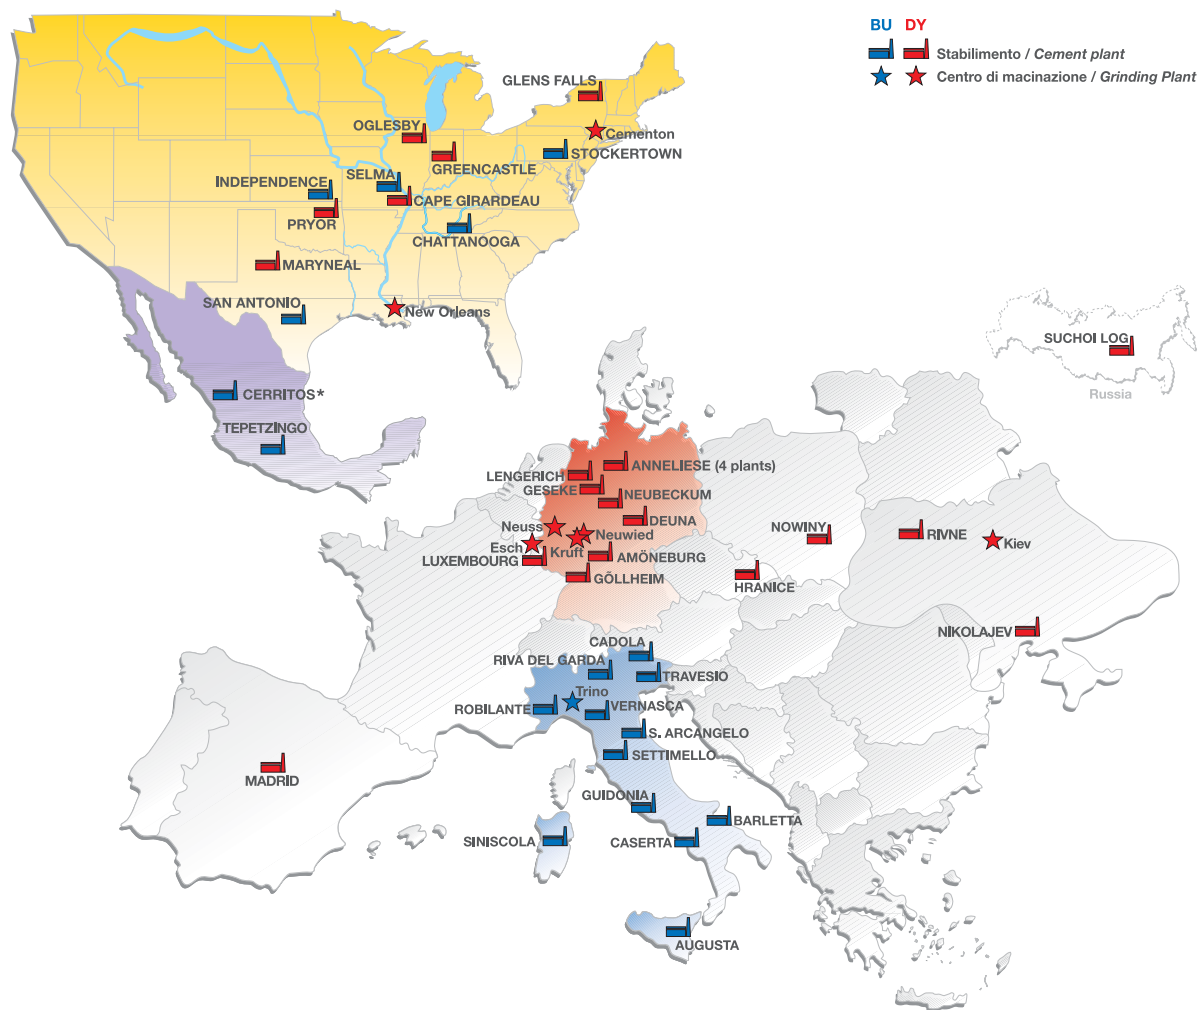 BU DY
Stabilimento / Cement plant
Centro di macinazione / Grinding Plant
GLENS FALLS
OGLESBY
Cementon
STOCKERTOWN
GREENCASTLE
SELMA
INDEPENDENCE
CAPE GIRARDEAU
PRYOR
CHATTANOOGA
MARYNEAL
SAN ANTONIO
New Orleans
CERRITOS*
TEPETZINGO
SUCHOI LOG
Russia
ANNELIESE (4 plants)
LENGERICH
GESEKE
NEUBECKUM
DEUNA
Neuss
Neuwied
Esch
Kruft
LUXEMBOURG
AMÖNEBURG
GÖLLHEIM
NOWINY
RIVNE
Kiev
HRANICE
NIKOLAJEV
CADOLA
RIVA DEL GARDA
TRAVESIO
Trino
ROBILANTE
VERNASCA
S. ARCANGELO
SETTIMELLO
MADRID
GUIDONIA
BARLETTA
SINISCOLA
CASERTA
AUGUSTA